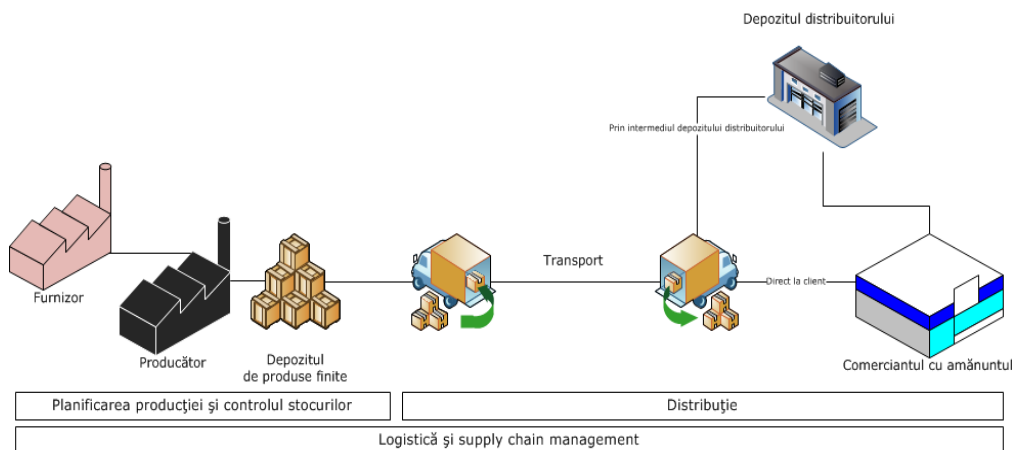 Depozitul distribuitorului
Prin intermediul depozitului distribuitorului
Transport
Direct la client
Furnizor
Producător
Depozitul
de produse finite
Comerciantul cu amănuntul
Planificarea producţiei şi controlul stocurilor
Distribuţie
Logistică şi supply chain management